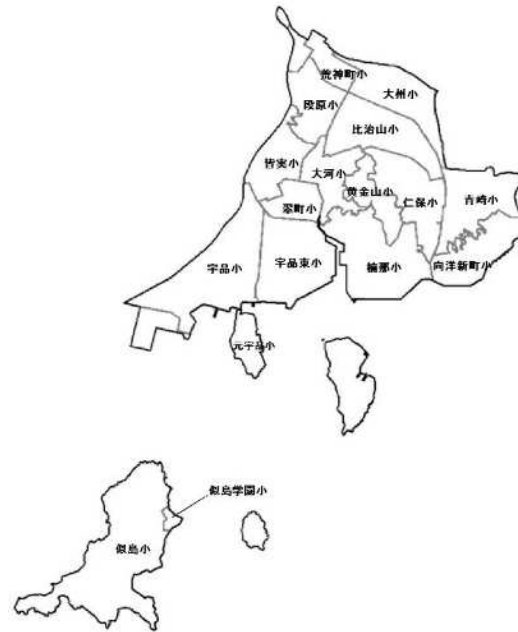 荒神町小
大州小
段原小
比治山小
皆実小
大河小
黄金山小
仁保小
青崎小
翠町小
宇品小
宇品東小
楠那小
向洋新町小
元宇品小
似島学園小
似島小